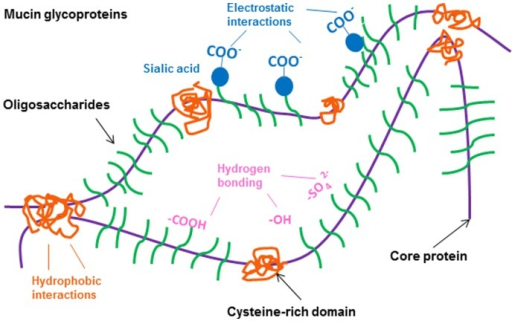 Mucin glycoproteins
Electrostatic
interactions
COO-
COO-
COO-
Sialic acid
Oligosaccharides
Hydrogen
bonding
-SO₄²⁻
-COOH
-OH
Core protein
Hydrophobic
interactions
Cysteine-rich domain